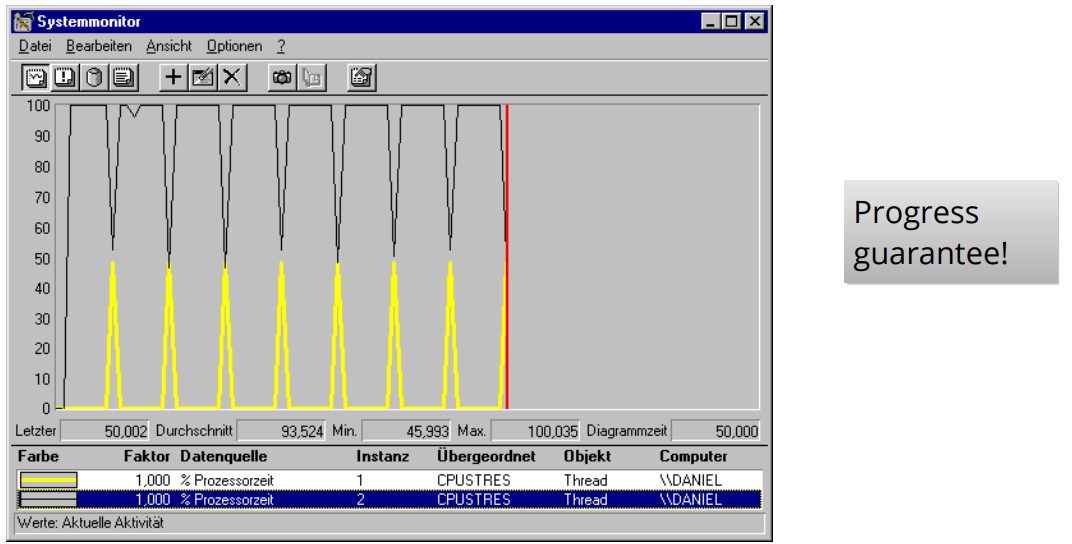 Systemmonitor
Datei Bearbeiten Ansicht Optionen ?
100
90
80
70
60
50
40
30
20
10
0
Letzter 50,002 Durchschnitt 93,524 Min. 45,993 Max. 100,035 Diagrammzeit 50,000
Farbe Faktor Datenquelle Instanz Übergeordnet Objekt Computer
1,000 % Prozessorzeit 1 CPUSTRES Thread \\DANIEL
1,000 % Prozessorzeit 2 CPUSTRES Thread \\DANIEL
Werte: Aktuelle Aktivität
Progress
guarantee!